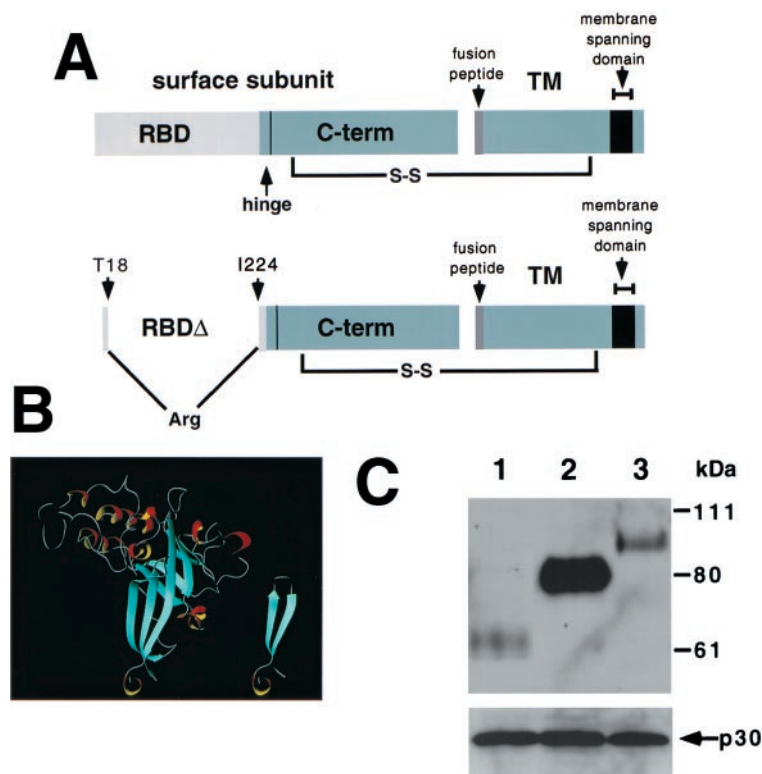 A
surface subunit
fusion
peptide
TM
membrane
spanning
domain
RBD
C-term
S-S
hinge
T18
I224
fusion
peptide
TM
membrane
spanning
domain
RBDΔ
C-term
S-S
Arg
B
C
1 2 3 kDa
111
80
61
p30